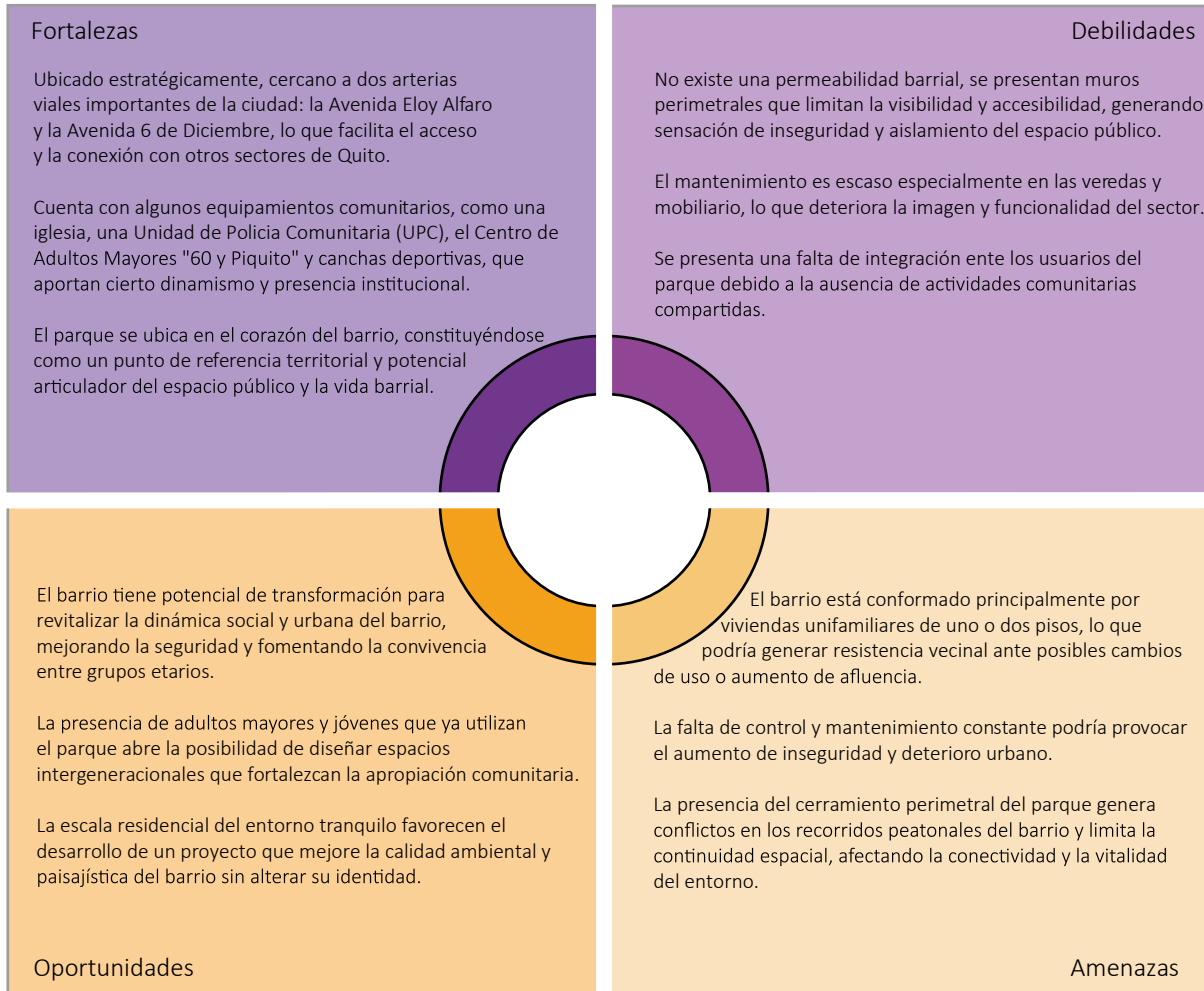 Fortalezas
Ubicado estratégicamente, cercano a dos arterias
viales importantes de la ciudad: la Avenida Eloy Alfaro
y la Avenida 6 de Diciembre, lo que facilita el acceso
y la conexión con otros sectores de Quito.
Cuenta con algunos equipamientos comunitarios, como una
iglesia, una Unidad de Policia Comunitaria (UPC), el Centro de
Adultos Mayores "60 y Piquito" y canchas deportivas, que
aportan cierto dinamismo y presencia institucional.
El parque se ubica en el corazón del barrio, constituyéndose
como un punto de referencia territorial y potencial
articulador del espacio público y la vida barrial.
Debilidades
No existe una permeabilidad barrial, se presentan muros
perimetrales que limitan la visibilidad y accesibilidad, generando
sensación de inseguridad y aislamiento del espacio público.
El mantenimiento es escaso especialmente en las veredas y
mobiliario, lo que deteriora la imagen y funcionalidad del sector.
Se presenta una falta de integración ente los usuarios del
parque debido a la ausencia de actividades comunitarias
compartidas.
El barrio tiene potencial de transformación para
revitalizar la dinámica social y urbana del barrio,
mejorando la seguridad y fomentando la convivencia
entre grupos etarios.
La presencia de adultos mayores y jóvenes que ya utilizan
el parque abre la posibilidad de diseñar espacios
intergeneracionales que fortalezcan la apropiación comunitaria.
La escala residencial del entorno tranquilo favorecen el
desarrollo de un proyecto que mejore la calidad ambiental y
paisajística del barrio sin alterar su identidad.
Oportunidades
El barrio está conformado principalmente por
viviendas unifamiliares de uno o dos pisos, lo que
podría generar resistencia vecinal ante posibles cambios
de uso o aumento de afluencia.
La falta de control y mantenimiento constante podría provocar
el aumento de inseguridad y deterioro urbano.
La presencia del cerramiento perimetral del parque genera
conflictos en los recorridos peatonales del barrio y limita la
continuidad espacial, afectando la conectividad y la vitalidad
del entorno.
Amenazas